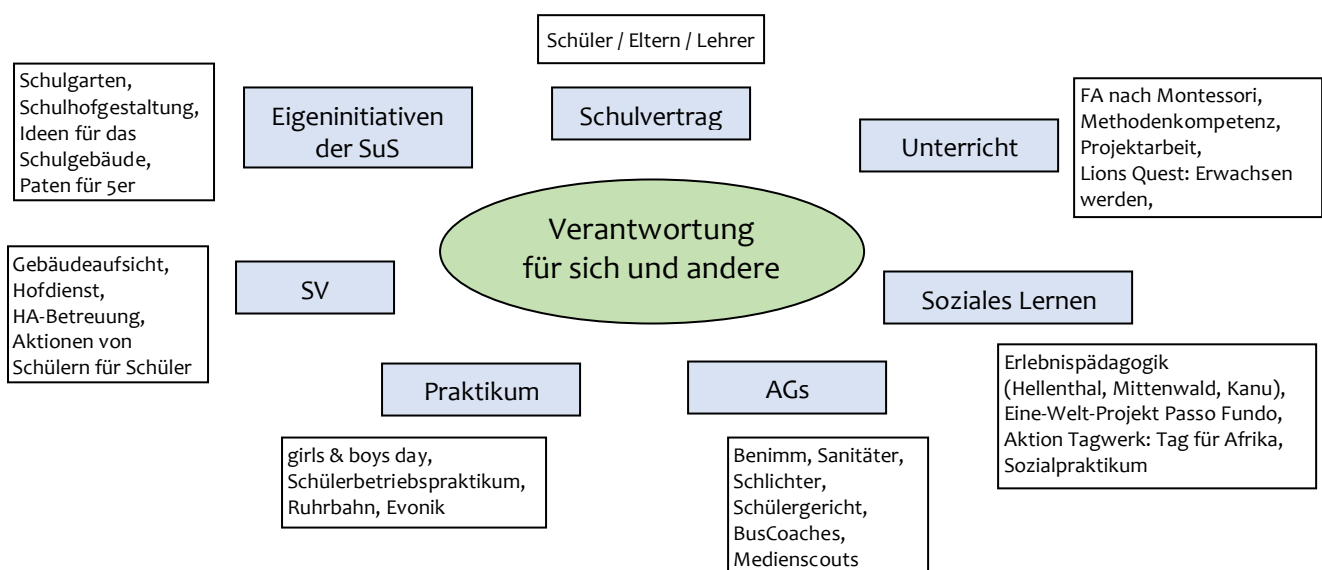 Schüler / Eltern / Lehrer
Schulvertrag
Schulgarten,
Schulhofgestaltung,
Ideen für das
Schulgebäude,
Paten für 5er
Eigeninitiativen
der SuS
Unterricht
FA nach Montessori,
Methodenkompetenz,
Projektarbeit,
Lions Quest: Erwachsen
werden,
Verantwortung
für sich und andere
Gebäudeaufsicht,
Hofdienst,
HA-Betreuung,
Aktionen von
Schülern für Schüler
SV
Soziales Lernen
Erlebnispädagogik
(Hellenthal, Mittenwald, Kanu),
Eine-Welt-Projekt Passo Fundo,
Aktion Tagwerk: Tag für Afrika,
Sozialpraktikum
Praktikum
girls & boys day,
Schülerbetriebspraktikum,
Ruhrbahn, Evonik
AGs
Benimm, Sanitäter,
Schlichter,
Schülergericht,
BusCoaches,
Medienscouts